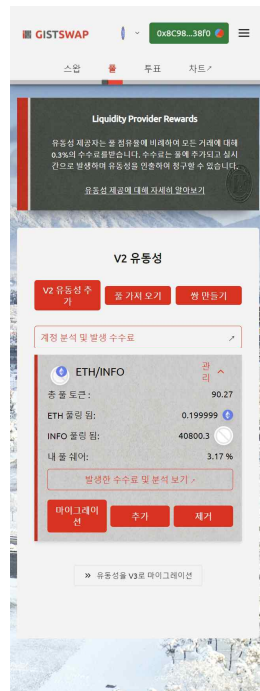 GISTSWAP
0x8C98...38f0
스왑 풀 투표 차트↗
Liquidity Provider Rewards
유동성 제공자는 풀 점유율에 비례하여 모든 거래에 대해
0.3%의 수수료를받습니다. 수수료는 풀에 추가되고 실시
간으로 발생하며 유동성을 인출하여 청구할 수 있습니다.
유동성 제공에 대해 자세히 알아보기
V2 유동성
V2 유동성 추
가
풀 가져 오기
쌍 만들기
계정 분석 및 발생 수수료 ↗
ETH/INFO
관
리
총 풀 토큰 : 90.27
ETH 풀링 됨: 0.199999
INFO 풀링 됨: 40800.3
내 풀 쉐어: 3.17 %
발생한 수수료 및 분석 보기 ↗
마이그레이
션
추가
제거
» 유동성을 V3로 마이그레이션